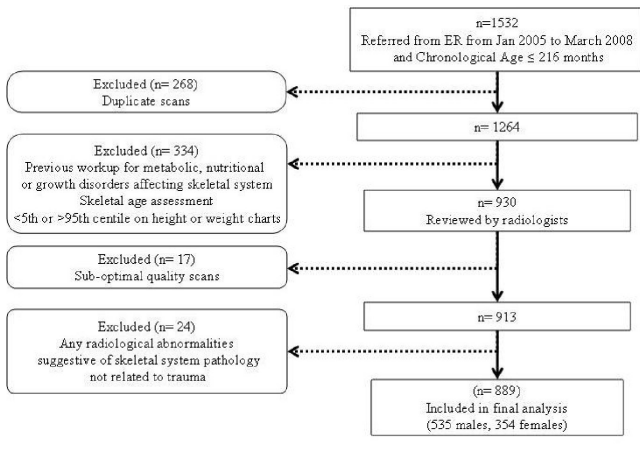 n=1532
Referred from ER from Jan 2005 to March 2008
and Chronological Age ≤ 216 months
Excluded (n= 268)
Duplicate scans
n= 1264
Excluded (n= 334)
Previous workup for metabolic, nutritional
or growth disorders affecting skeletal system
Skeletal age assessment
<5th or >95th centile on height or weight charts
n= 930
Reviewed by radiologists
Excluded (n= 17)
Sub-optimal quality scans
n= 913
Excluded (n= 24)
Any radiological abnormalities
suggestive of skeletal system pathology
not related to trauma
(n= 889)
Included in final analysis
(535 males, 354 females)